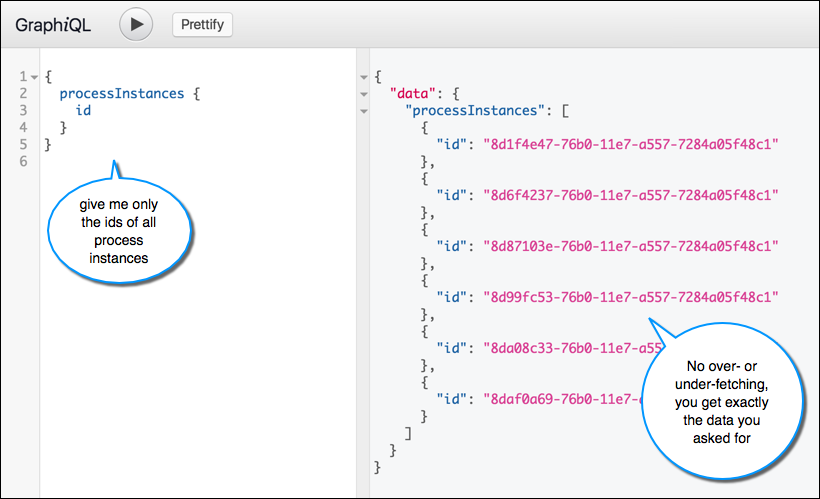 GraphiQL
Prettify
1
{
2
processInstances {
3
id
4
}
5
}
6
give me only
the ids of all
process
instances
{
"data": {
"processInstances": [
{
"id": "8d1f4e47-76b0-11e7-a557-7284a05f48c1"
},
{
"id": "8d6f4237-76b0-11e7-a557-7284a05f48c1"
},
{
"id": "8d87103e-76b0-11e7-a557-7284a05f48c1"
},
{
"id": "8d99fc53-76b0-11e7-a557-7284a05f48c1"
},
{
"id": "8da08c33-76b0-11e7-a55
},
{
"id": "8daf0a69-76b0-11e7-
}
]
}
}
No over- or
under-fetching,
you get exactly
the data you
asked for